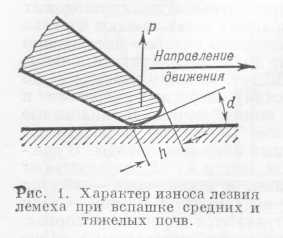 P
Направление
движения
d
h
Рис. 1. Характер износа лезвия
лемеха при вспашке средних и
тяжелых почв.